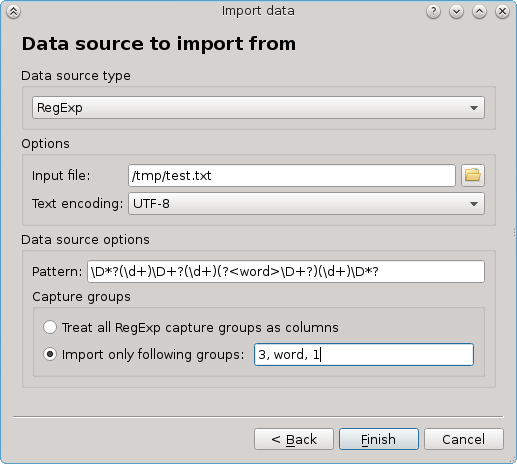 Import data
Data source to import from
Data source type
RegExp
Options
Input file: /tmp/test.txt
Text encoding: UTF-8
Data source options
Pattern: \D*?(\d+)\D+?(\d+)(?<word>\D+?)(\d+)\D*?
Capture groups
Treat all RegExp capture groups as columns
Import only following groups: 3, word, 1
< Back Finish Cancel